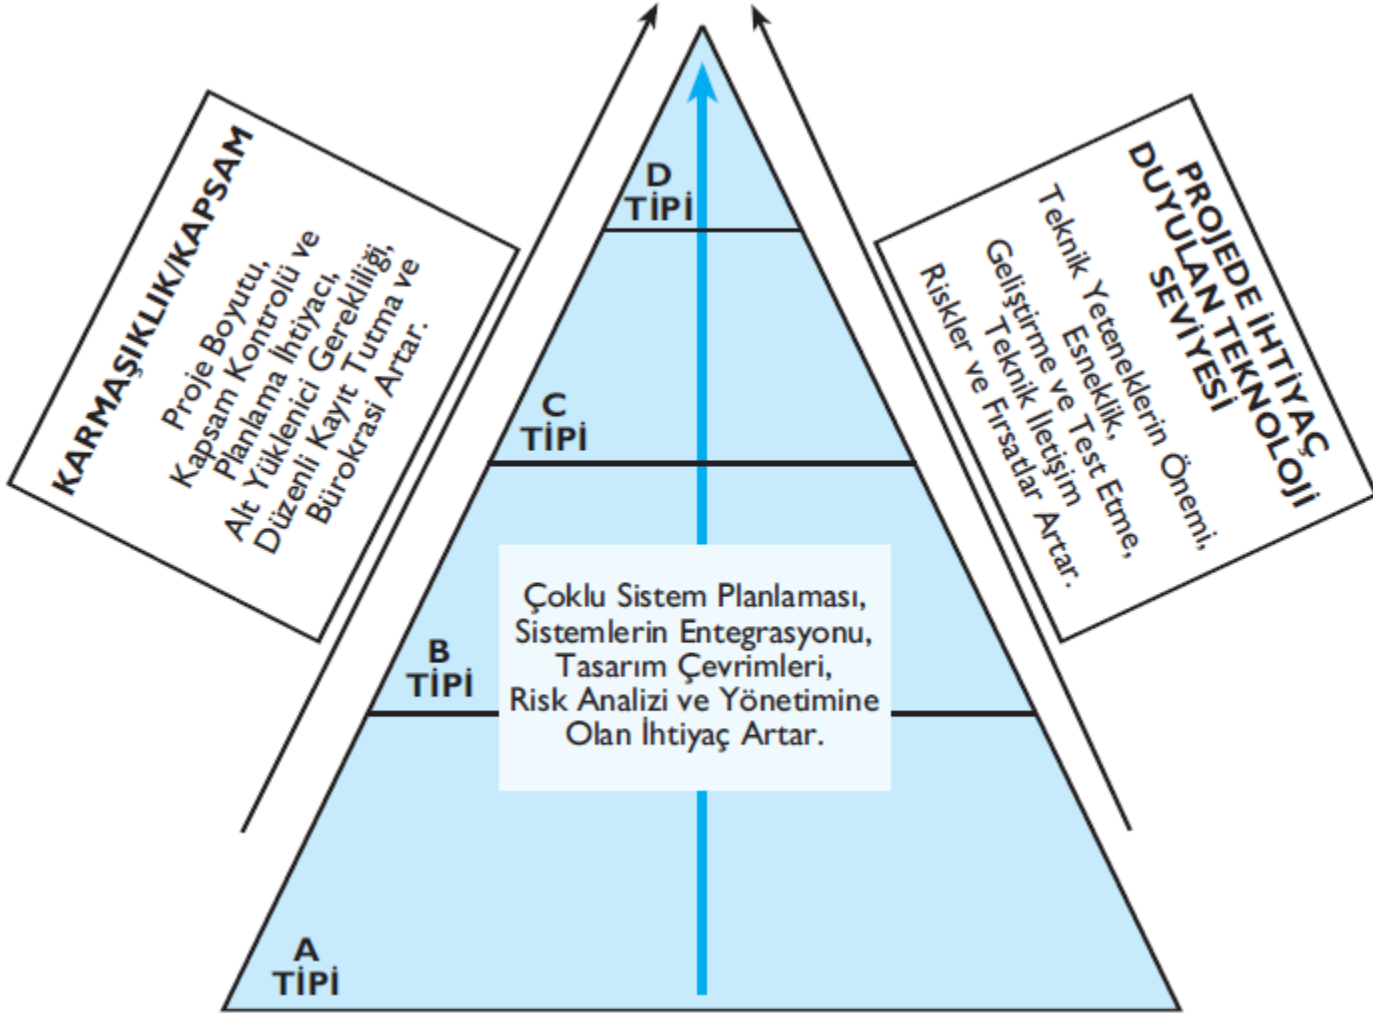 KARMAŞIKLIK/KAPSAM
Proje Boyutu,
Kapsam Kontrolü ve
Planlama İhtiyacı,
Alt Yüklenici Gerekliliği,
Düzenli Kayıt Tutma ve
Bürokrasi Artar.
PROJEDE İHTİYAÇ
DUYULAN TEKNOLOJİ
SEVİYESİ
Teknik Yeteneklerin Önemi,
Esneklik,
Geliştirme ve Test Etme,
Teknik İletişim
Riskler ve Fırsatlar Artar.
D
TİPİ
C
TİPİ
Çoklu Sistem Planlaması,
Sistemlerin Entegrasyonu,
Tasarım Çevrimleri,
Risk Analizi ve Yönetimine
Olan İhtiyaç Artar.
B
TİPİ
A
TİPİ